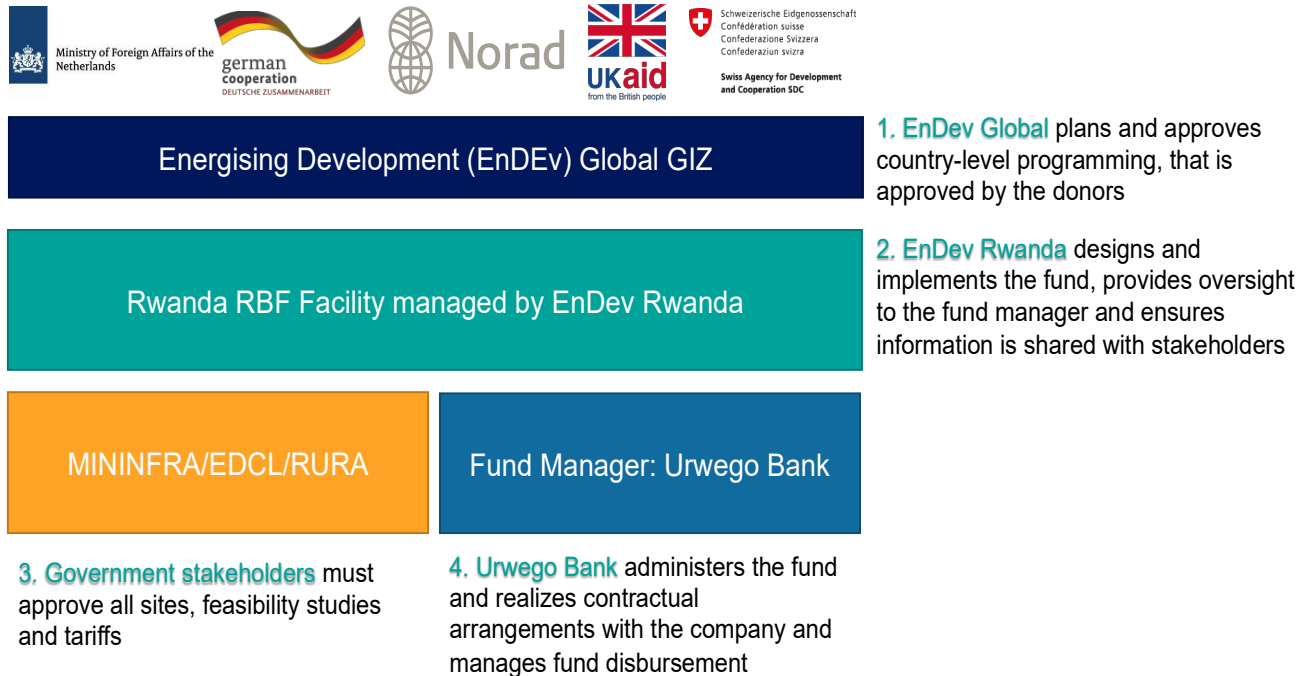 Ministry of Foreign Affairs of the
Netherlands
german
cooperation
DEUTSCHE ZUSAMMENARBEIT
Norad
UKaid
from the British people
Schweizerische Eidgenossenschaft
Confédération suisse
Confederazione Svizzera
Confederaziun svizra
Swiss Agency for Development
and Cooperation SDC
Energising Development (EnDEv) Global GIZ
1. EnDev Global plans and approves
country-level programming, that is
approved by the donors
Rwanda RBF Facility managed by EnDev Rwanda
2. EnDev Rwanda designs and
implements the fund, provides oversight
to the fund manager and ensures
information is shared with stakeholders
MININFRA/EDCL/RURA
Fund Manager: Urwego Bank
3. Government stakeholders must
approve all sites, feasibility studies
and tariffs
4. Urwego Bank administers the fund
and realizes contractual
arrangements with the company and
manages fund disbursement